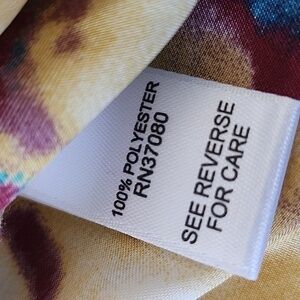 100% POLYESTER
RN37080
SEE REVERSE
FOR CARE